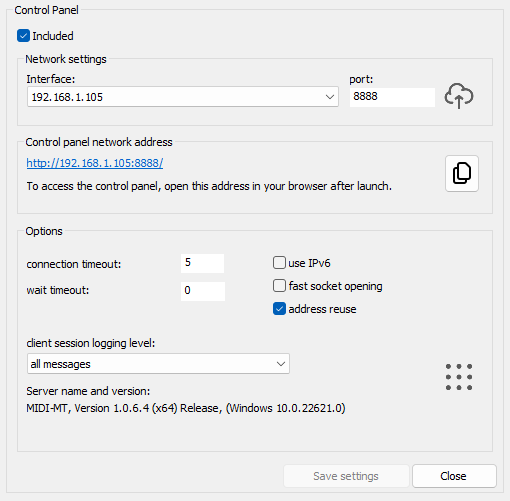 Control Panel
Included
Network settings
Interface:
port:
192.168.1.105
8888
Control panel network address
http://192.168.1.105:8888/
To access the control panel, open this address in your browser after launch.
Options
connection timeout:
5
use IPv6
wait timeout:
0
fast socket opening
address reuse
client session logging level:
all messages
Server name and version:
MIDI-MT, Version 1.0.6.4 (x64) Release, (Windows 10.0.22621.0)
Save settings
Close